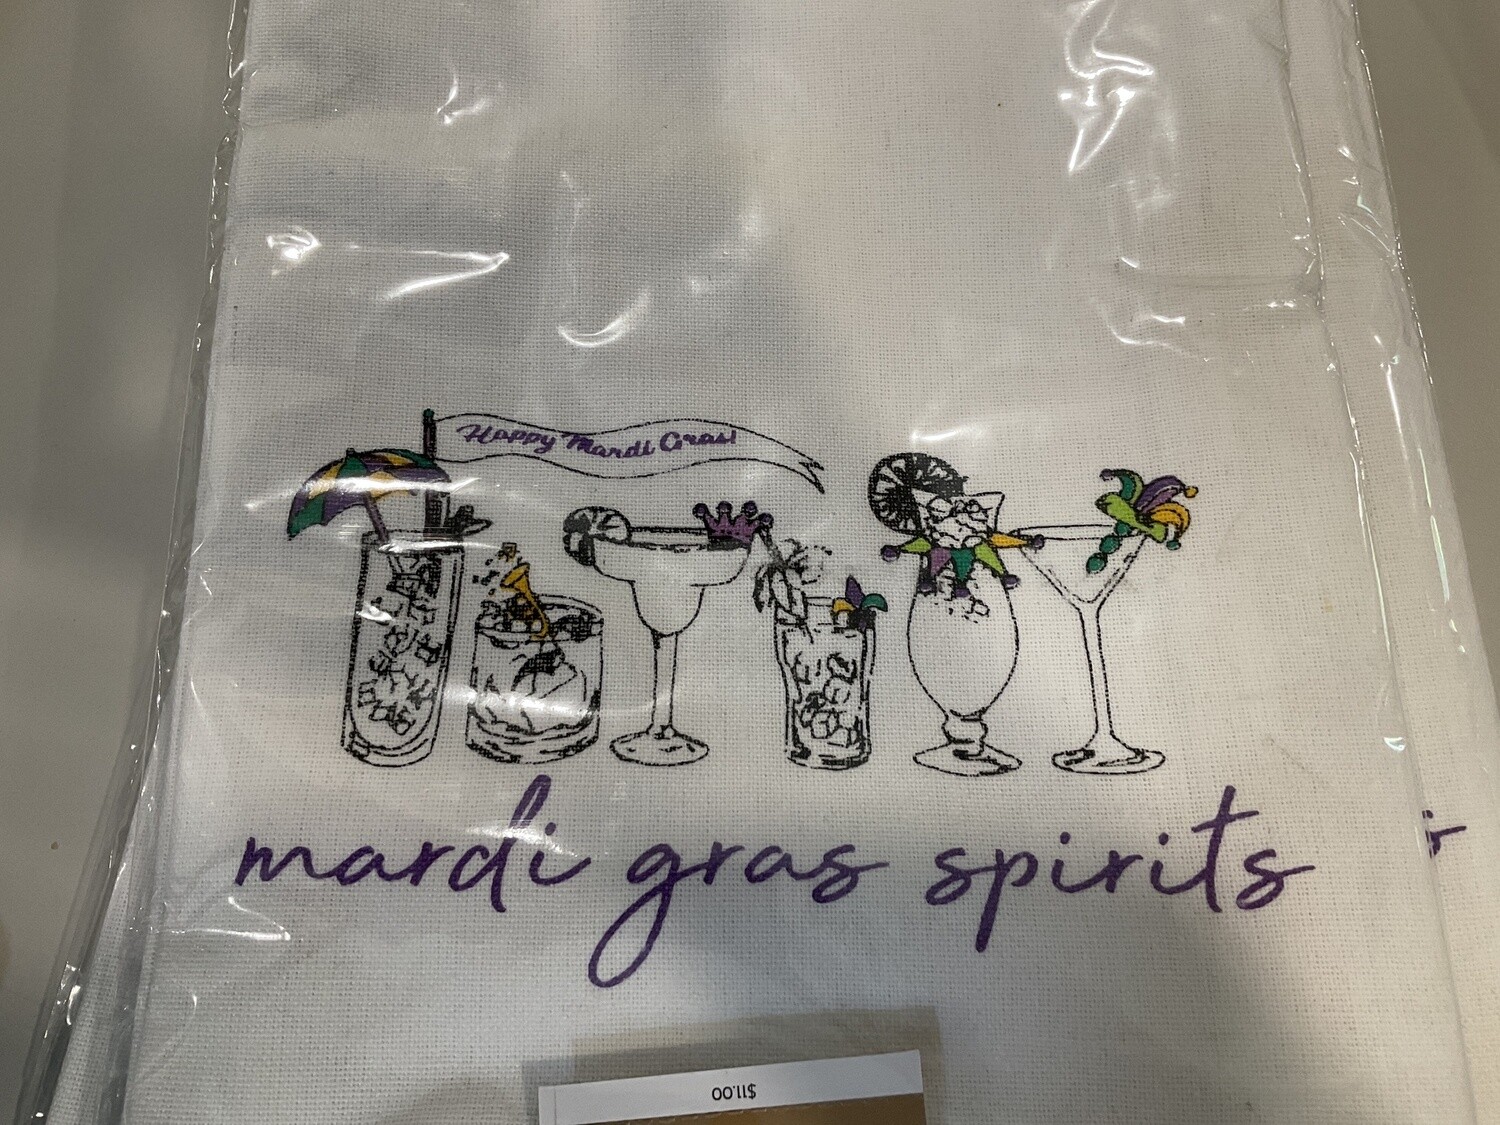 Happy Mardi Gras!
mardi gras spirits
s
$11.00